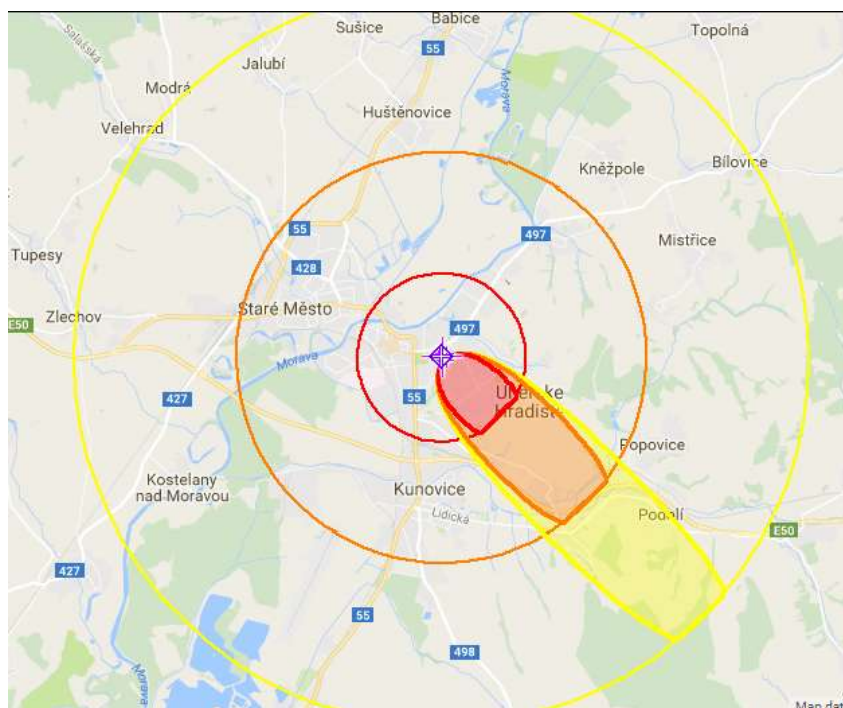 Babice
Sušice
Topolná
Salašská
55
Jalubí
Modrá
Morava
Huštěnovice
Velehrad
Bílovice
Kněžpole
55
497
Mistřice
Tupesy
428
Staré Město
Zlechov
E50
497
Morava
427
55
Uherské
Hradiště
Popovice
Kostelany
nad Moravou
Kunovice
Lidická
Podolí
E50
427
55
498
Morava
Map dat